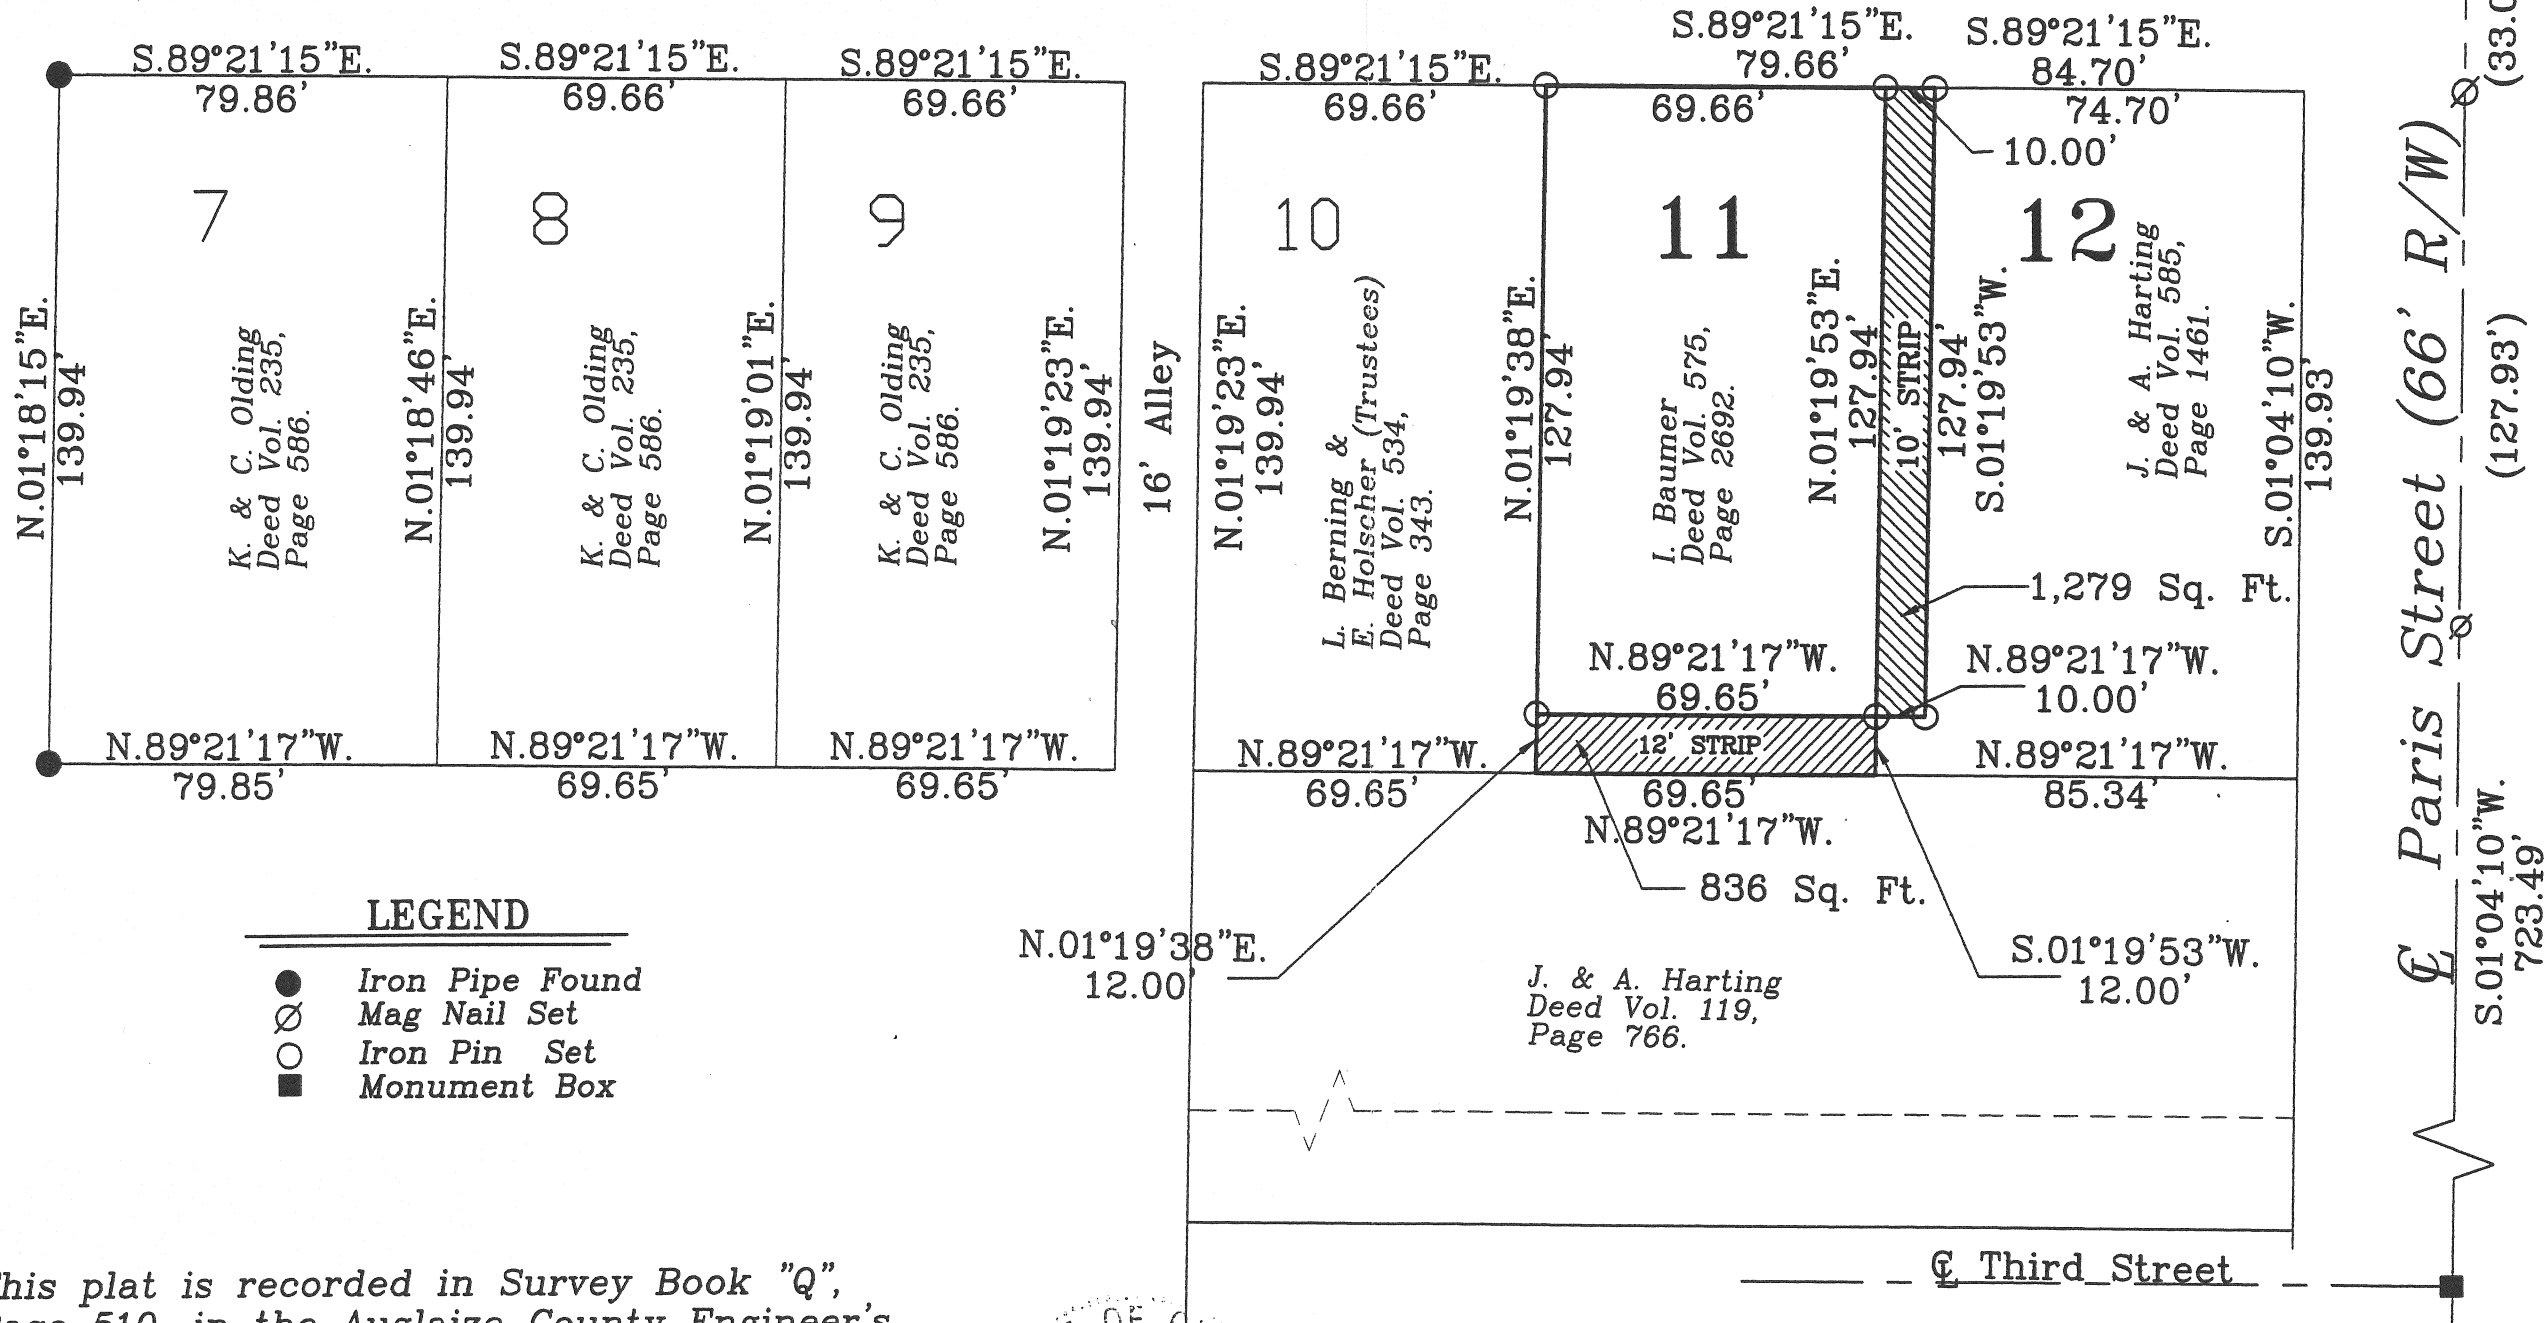 S.89°21'15"E.
79.86'
S.89°21'15"E.
69.66'
S.89°21'15"E.
69.66'
S.89°21'15"E.
69.66'
S.89°21'15"E.
79.66'
69.66'
S.89°21'15"E.
84.70'
74.70'
10.00'
(33.0
7
8
9
10
11
12
N.01°18'15"E.
139.94'
K. & C. Olding
Deed Vol. 235,
Page 586.
N.01°18'46"E.
139.94'
K. & C. Olding
Deed Vol. 235,
Page 586.
N.01°19'01"E.
139.94'
K. & C. Olding
Deed Vol. 235,
Page 586.
N.01°19'23"E.
139.94'
16' Alley
N.01°19'23"E.
139.94'
L. Berning &
E. Holscher (Trustees)
Deed Vol. 534,
Page 343.
N.01°19'38"E.
127.94'
I. Baumer
Deed Vol. 575,
Page 2692.
N.01°19'53"E.
127.94'
10' STRIP
127.94'
S.01°19'53"W.
J. & A. Harting
Deed Vol. 585,
Page 1461.
S.01°04'10"W.
139.93'
℄ Paris Street (66' R/W)
(127.93')
S.01°04'10"W.
723.49'
1,279 Sq. Ft.
N.89°21'17"W.
69.65'
N.89°21'17"W.
10.00'
N.89°21'17"W.
79.85'
N.89°21'17"W.
69.65'
N.89°21'17"W.
69.65'
N.89°21'17"W.
69.65'
12' STRIP
69.65'
N.89°21'17"W.
N.89°21'17"W.
85.34'
836 Sq. Ft.
N.01°19'38"E.
12.00'
S.01°19'53"W.
12.00'
J. & A. Harting
Deed Vol. 119,
Page 766.
LEGEND
Iron Pipe Found
Mag Nail Set
Iron Pin Set
Monument Box
℄ Third Street
his plat is recorded in Survey Book "Q",
510, in the Auglaize County Engineer's
OF